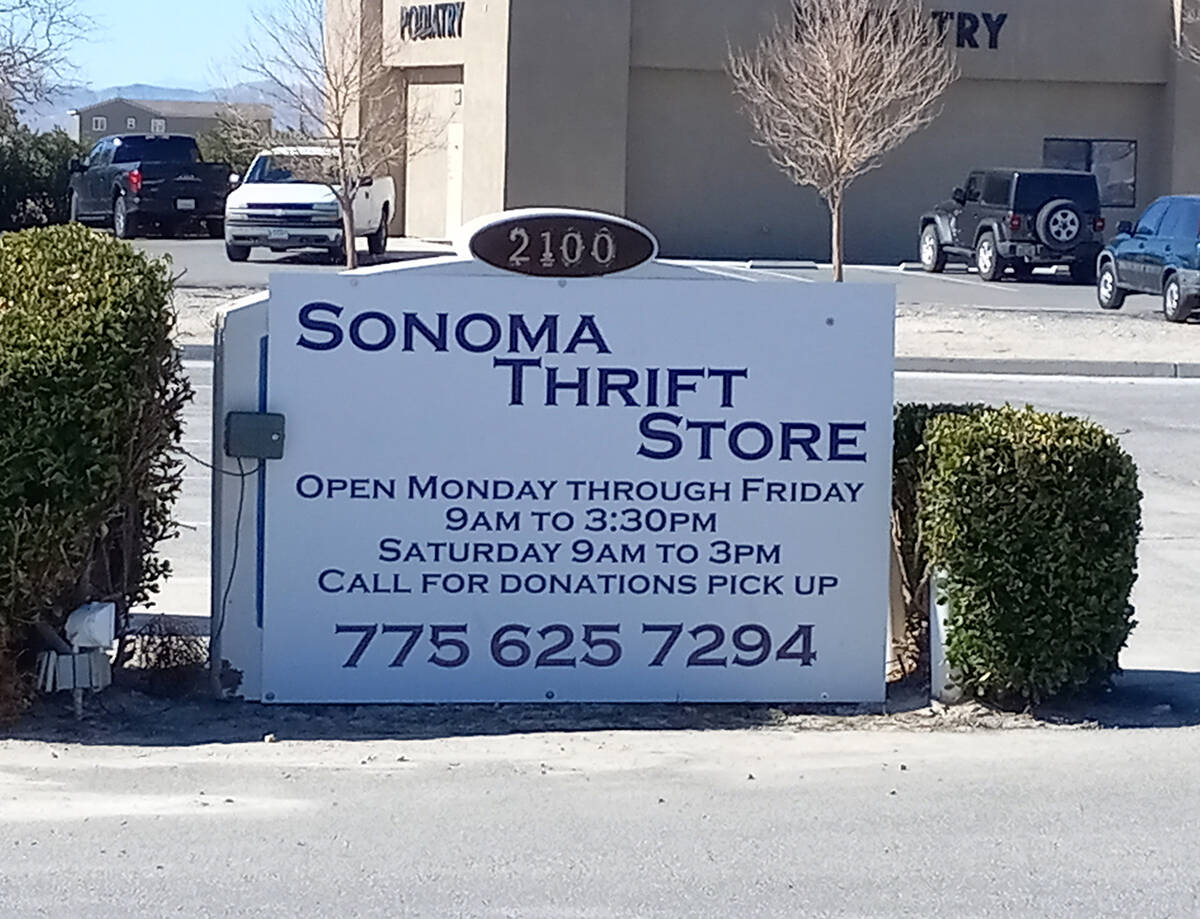 PODIATRY
TRY
2100
SONOMA
THRIFT
STORE
OPEN MONDAY THROUGH FRIDAY
9AM TO 3:30PM
SATURDAY 9AM TO 3PM
CALL FOR DONATIONS PICK UP
775 625 7294